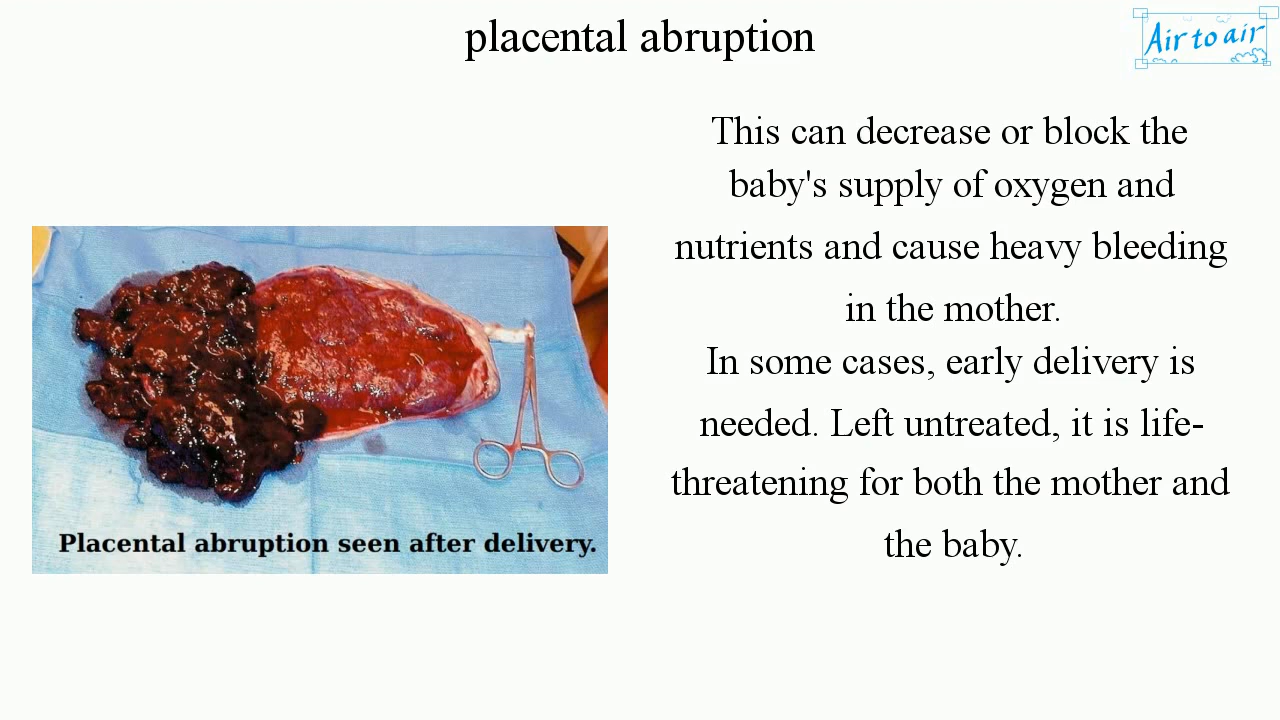 placental abruption
Air to air
This can decrease or block the
baby's supply of oxygen and
nutrients and cause heavy bleeding
in the mother.
In some cases, early delivery is
needed. Left untreated, it is life-
threatening for both the mother and
the baby.
Placental abruption seen after delivery.